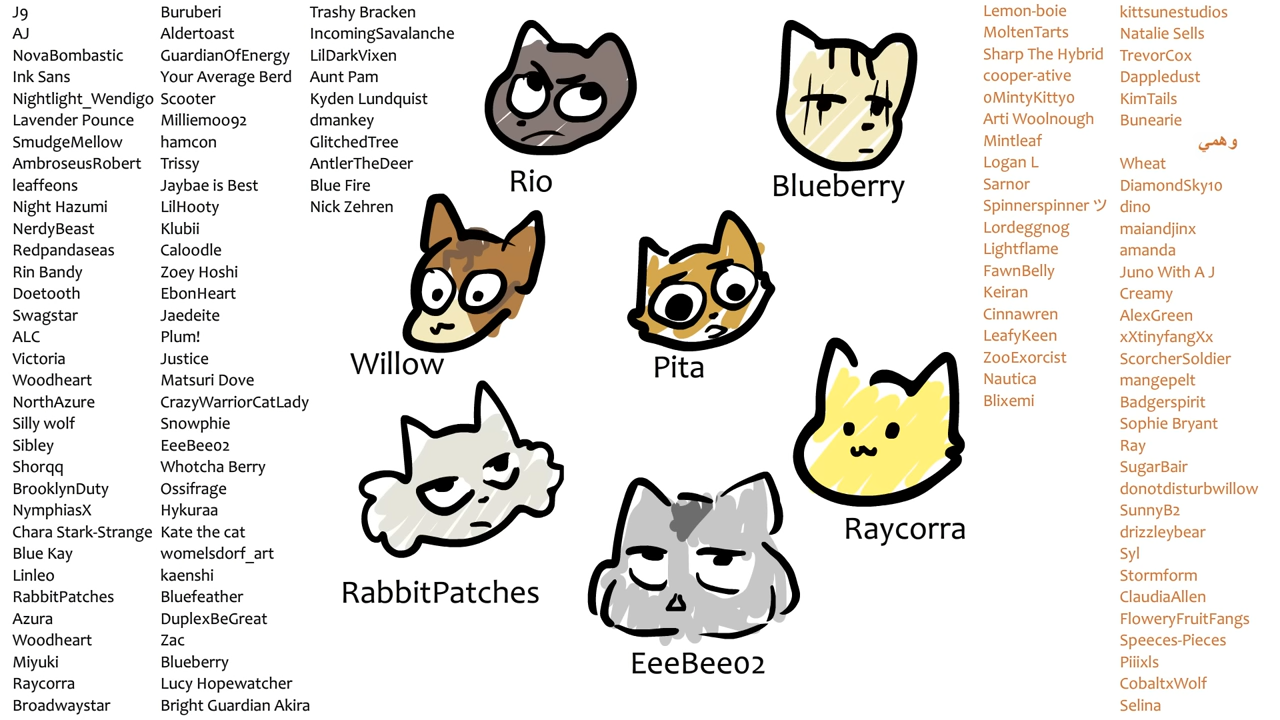 J9
AJ
NovaBombastic
Ink Sans
Nightlight_Wendigo
Lavender Pounce
SmudgeMellow
AmbroseusRobert
leaffeons
Night Hazumi
NerdyBeast
Redpandaseas
Rin Bandy
Doetooth
Swagstar
ALC
Victoria
Woodheart
NorthAzure
Silly wolf
Sibley
Shorqq
BrooklynDuty
NymphiasX
Chara Stark-Strange
Blue Kay
Linleo
RabbitPatches
Azura
Woodheart
Miyuki
Raycorra
Broadwaystar
Buruberi
Aldertoast
GuardianOfEnergy
Your Average Berd
Scooter
Milliem0092
hamcon
Trissy
Jaybae is Best
LilHooty
Klubii
Caloodle
Zoey Hoshi
EbonHeart
Jaedeite
Plum!
Justice
Matsuri Dove
CrazyWarriorCatLady
Snowphie
EeeBee02
Whotcha Berry
Ossifrage
Hykuraa
Kate the cat
womelsdorf_art
kaenshi
Bluefeather
DuplexBeGreat
Zac
Blueberry
Lucy Hopewatcher
Bright Guardian Akira
Trashy Bracken
IncomingSavalanche
LilDarkVixen
Aunt Pam
Kyden Lundquist
dmankey
GlitchedTree
AntlerTheDeer
Blue Fire
Nick Zehren
Rio
Blueberry
Willow
Pita
Raycorra
RabbitPatches
EeeBee02
Lemon-boie
MoltenTarts
Sharp The Hybrid
cooper-ative
0MintyKitty0
Arti Woolnough
Mintleaf
Logan L
Sarnor
Spinnerspinner ツ
Lordeggnog
Lightflame
FawnBelly
Keiran
Cinnawren
LeafyKeen
ZooExorcist
Nautica
Blixemi
kittsunestudios
Natalie Sells
TrevorCox
Dappledust
KimTails
Bunearie
وهمي
Wheat
DiamondSky10
dino
maiandjinx
amanda
Juno With A J
Creamy
AlexGreen
xXtinyfangXx
ScorcherSoldier
mangepelt
Badgerspirit
Sophie Bryant
Ray
SugarBair
donotdisturbwillow
SunnyB2
drizzleybear
Syl
Stormform
ClaudiaAllen
FloweryFruitFangs
Speeces-Pieces
Piiixls
CobaltxWolf
Selina